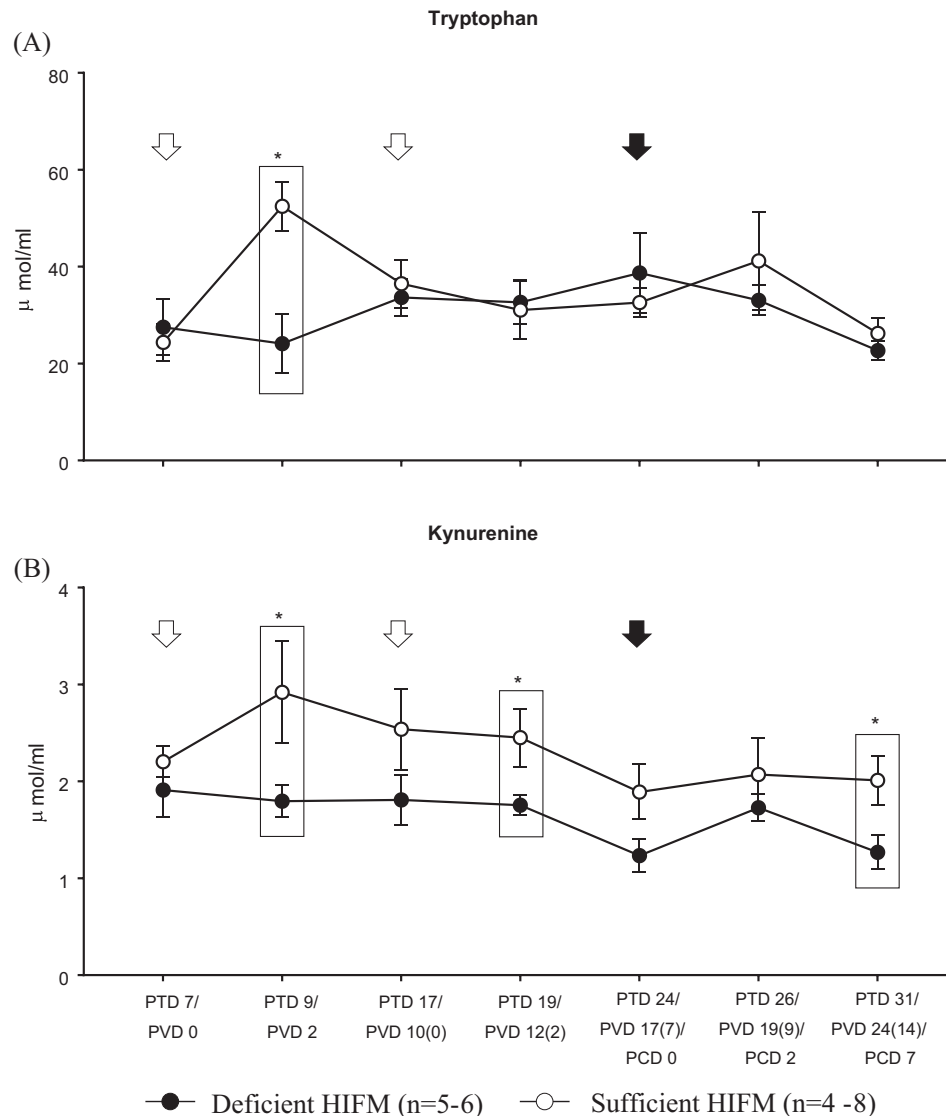 Tryptophan
(A)
80
60
40
20
0
μ mol/ml
*
Kynurenine
(B)
4
3
2
1
0
μ mol/ml
*
*
*
PTD 7/
PVD 0
PTD 9/
PVD 2
PTD 17/
PVD 10(0)
PTD 19/
PVD 12(2)
PTD 24/
PVD 17(7)/
PCD 0
PTD 26/
PVD 19(9)/
PCD 2
PTD 31/
PVD 24(14)/
PCD 7
Deficient HIFM (n=5-6) Sufficient HIFM (n=4 -8)